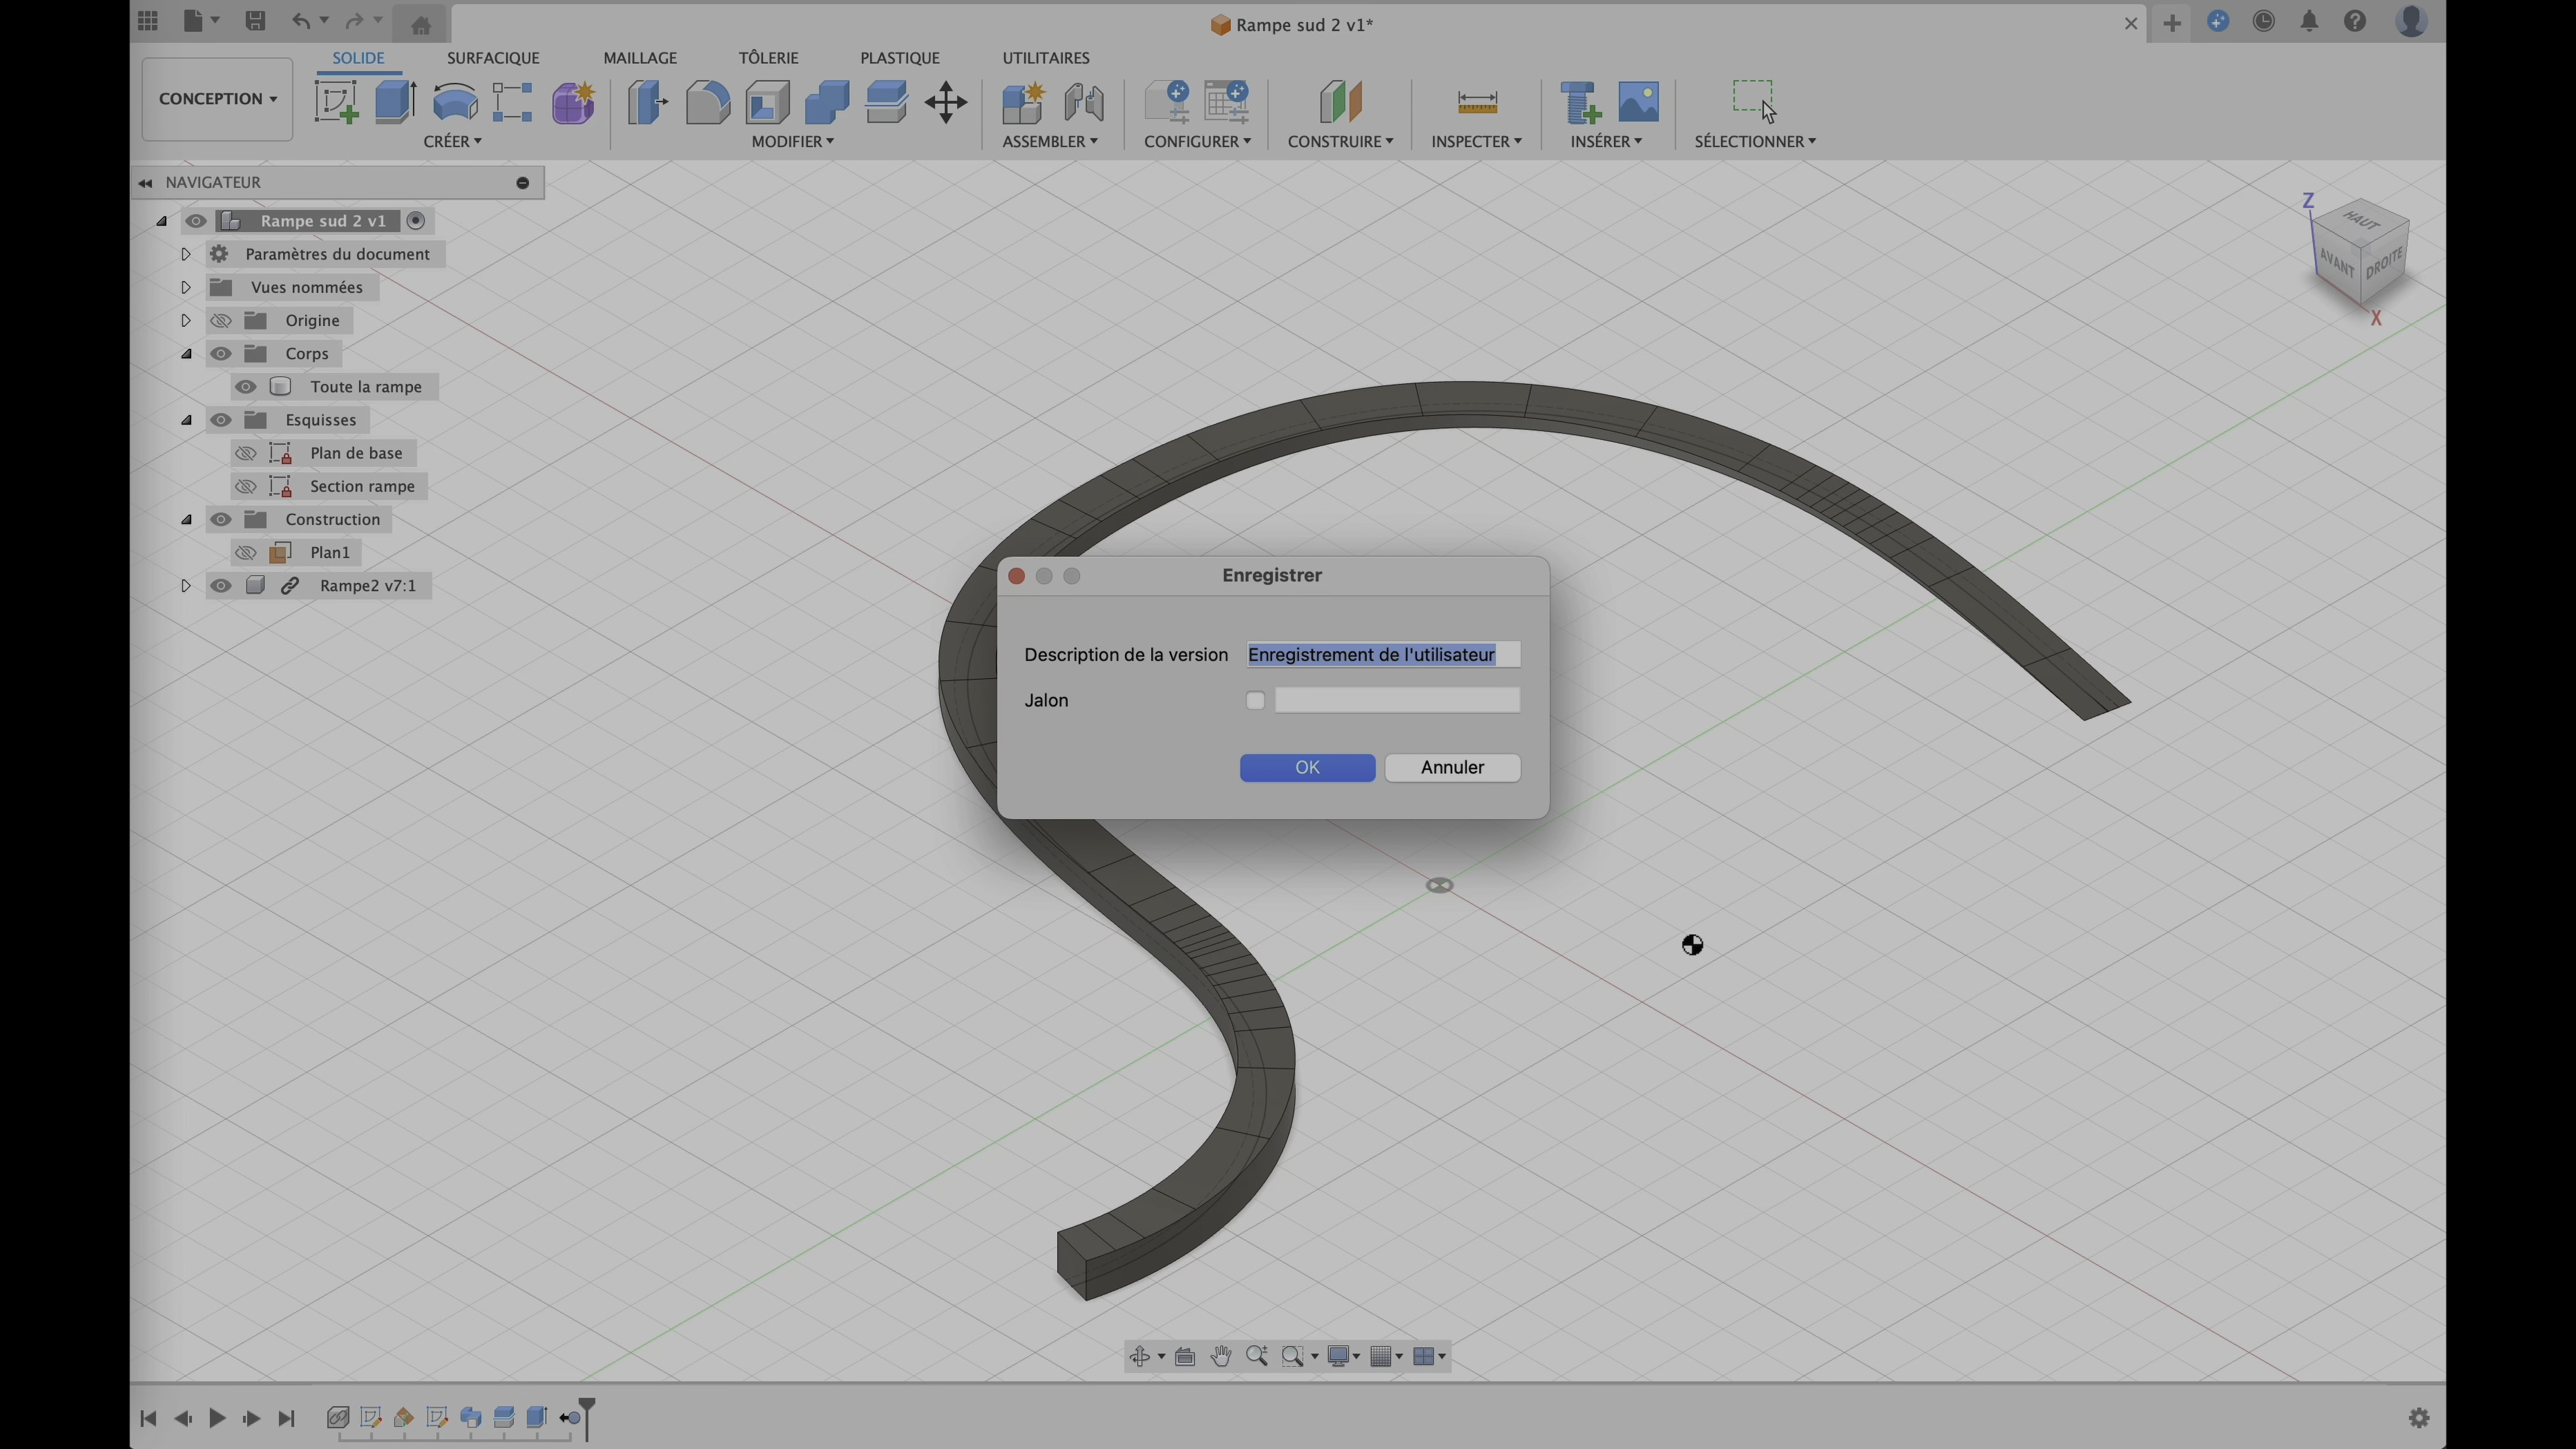 Rampe sud 2 v1*
SOLIDE SURFACIQUE MAILLAGE TÔLERIE PLASTIQUE UTILITAIRES
CONCEPTION
CRÉER MODIFIER ASSEMBLER CONFIGURER CONSTRUIRE INSPECTER INSÉRER SÉLECTIONNER
NAVIGATEUR
Rampe sud 2 v1
Paramètres du document
Vues nommées
Origine
Corps
Toute la rampe
Esquisses
Plan de base
Section rampe
Construction
Plan1
Rampe2 v7:1
Z
HAUT
AVANT
DROITE
X
Enregistrer
Description de la version Enregistrement de l'utilisateur
Jalon
OK Annuler